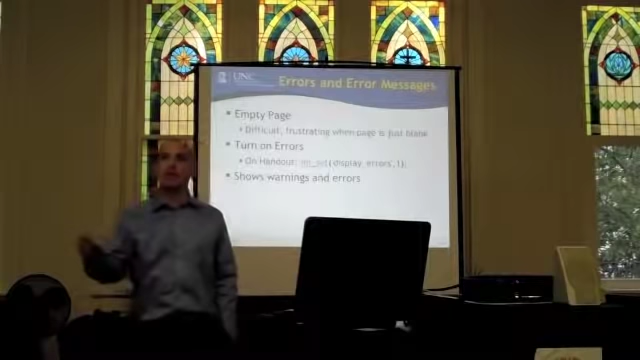 UNC
Errors and Error Messages
Empty Page
Difficult, frustrating when page is just blank
Turn on Errors
On Handout: ini_set('display_errors',1);
Shows warnings and errors